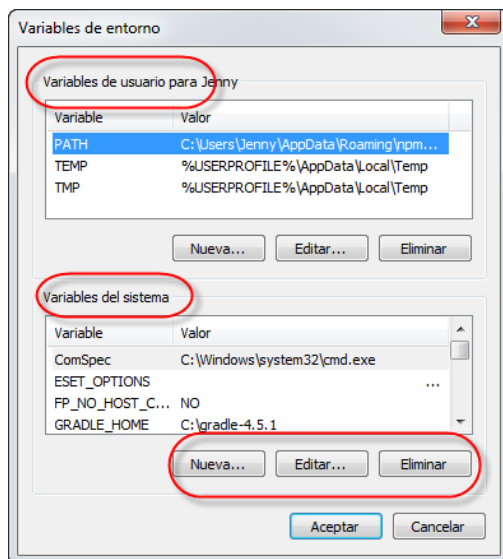 Variables de entorno
Variables de usuario para Jenny
Variable Valor
PATH C:\Users\Jenny\AppData\Roaming\npm...
TEMP %USERPROFILE%\AppData\Local\Temp
TMP %USERPROFILE%\AppData\Local\Temp
Nueva... Editar... Eliminar
Variables del sistema
Variable Valor
ComSpec C:\Windows\system32\cmd.exe
ESET_OPTIONS ...
FP_NO_HOST_C... NO
GRADLE_HOME C:\gradle-4.5.1
Nueva... Editar... Eliminar
Aceptar Cancelar